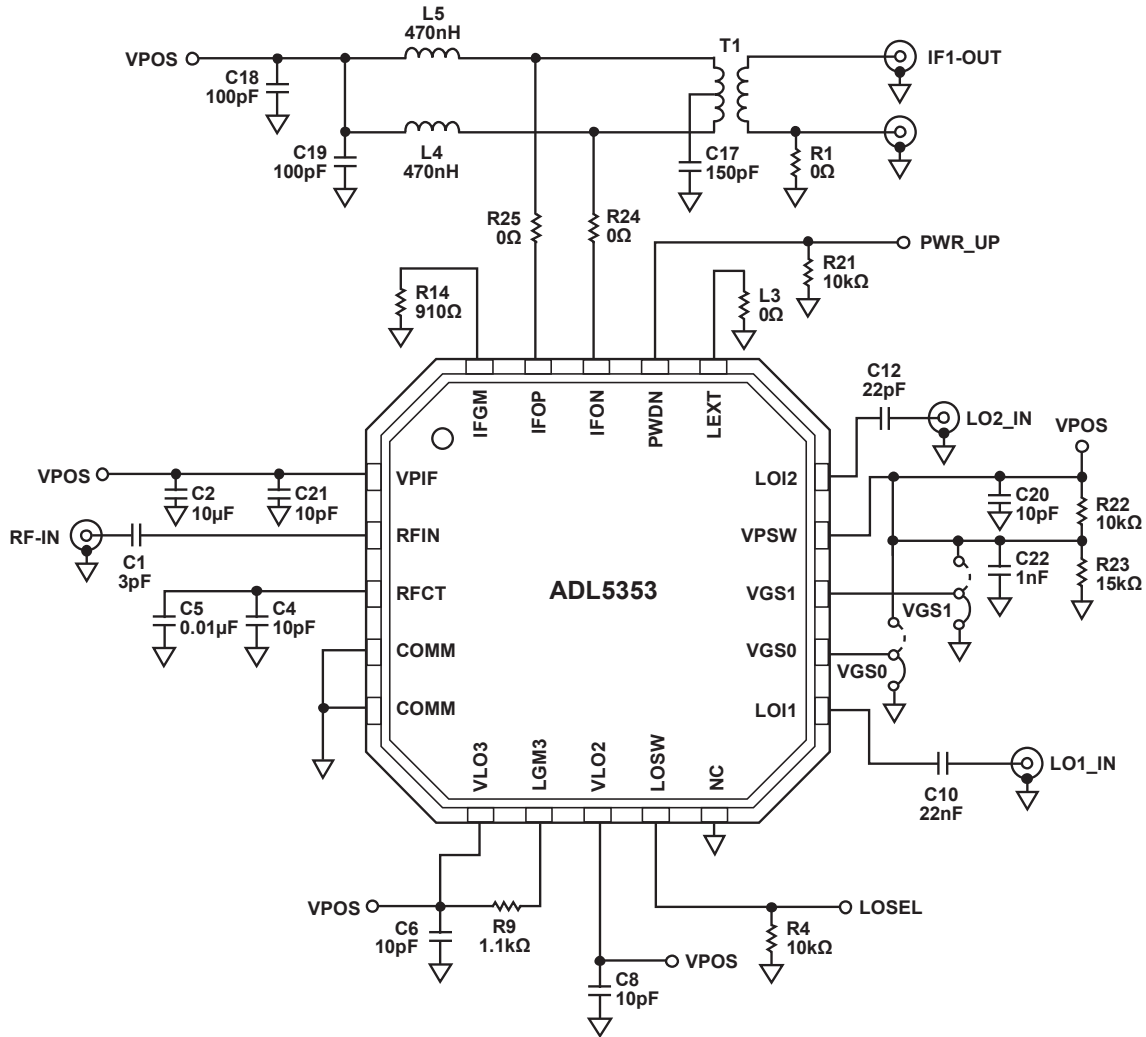 L5
470nH
VPOS
C18
100pF
T1
IF1-OUT
C19
100pF
L4
470nH
C17
150pF
R1
0Ω
R25
0Ω
R24
0Ω
PWR_UP
R21
10kΩ
R14
910Ω
L3
0Ω
IFGM
IFOP
IFON
PWDN
LEXT
C12
22pF
LO2_IN
VPOS
VPOS
C2
10µF
C21
10pF
VPIF
LOI2
C20
10pF
R22
10kΩ
RF-IN
C1
3pF
RFIN
VPSW
C22
1nF
R23
15kΩ
ADL5353
C5
0.01µF
C4
10pF
RFCT
VGS1
VGS1
COMM
VGS0
VGS0
COMM
LOI1
VLO3
LGM3
VLO2
LOSW
NC
C10
22nF
LO1_IN
VPOS
C6
10pF
R9
1.1kΩ
LOSEL
R4
10kΩ
VPOS
C8
10pF